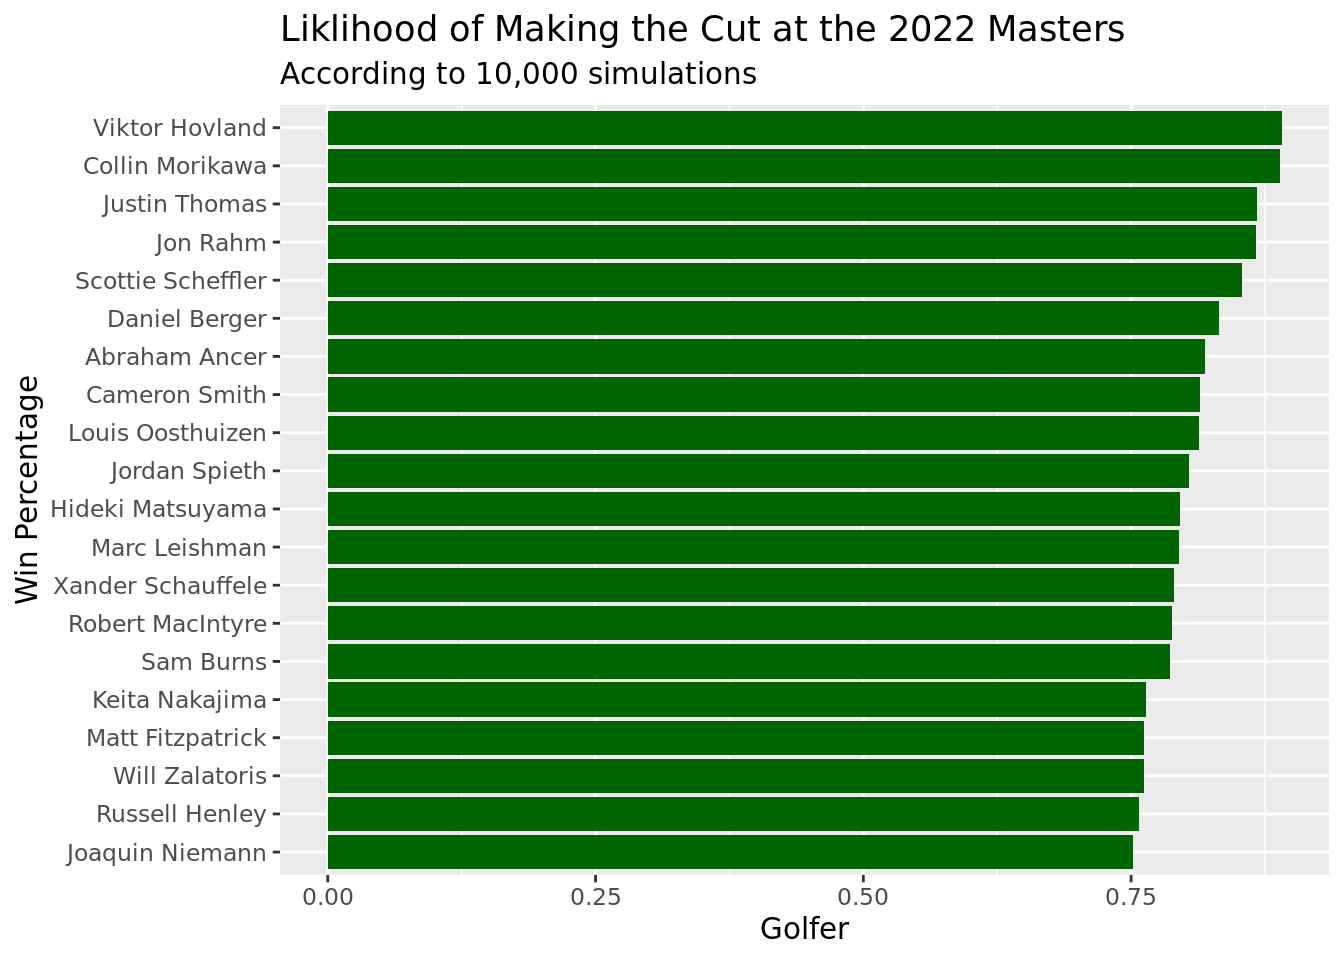 Liklihood of Making the Cut at the 2022 Masters
According to 10,000 simulations
Win Percentage
Viktor Hovland
Collin Morikawa
Justin Thomas
Jon Rahm
Scottie Scheffler
Daniel Berger
Abraham Ancer
Cameron Smith
Louis Oosthuizen
Jordan Spieth
Hideki Matsuyama
Marc Leishman
Xander Schauffele
Robert MacIntyre
Sam Burns
Keita Nakajima
Matt Fitzpatrick
Will Zalatoris
Russell Henley
Joaquin Niemann
0.00 0.25 0.50 0.75
Golfer